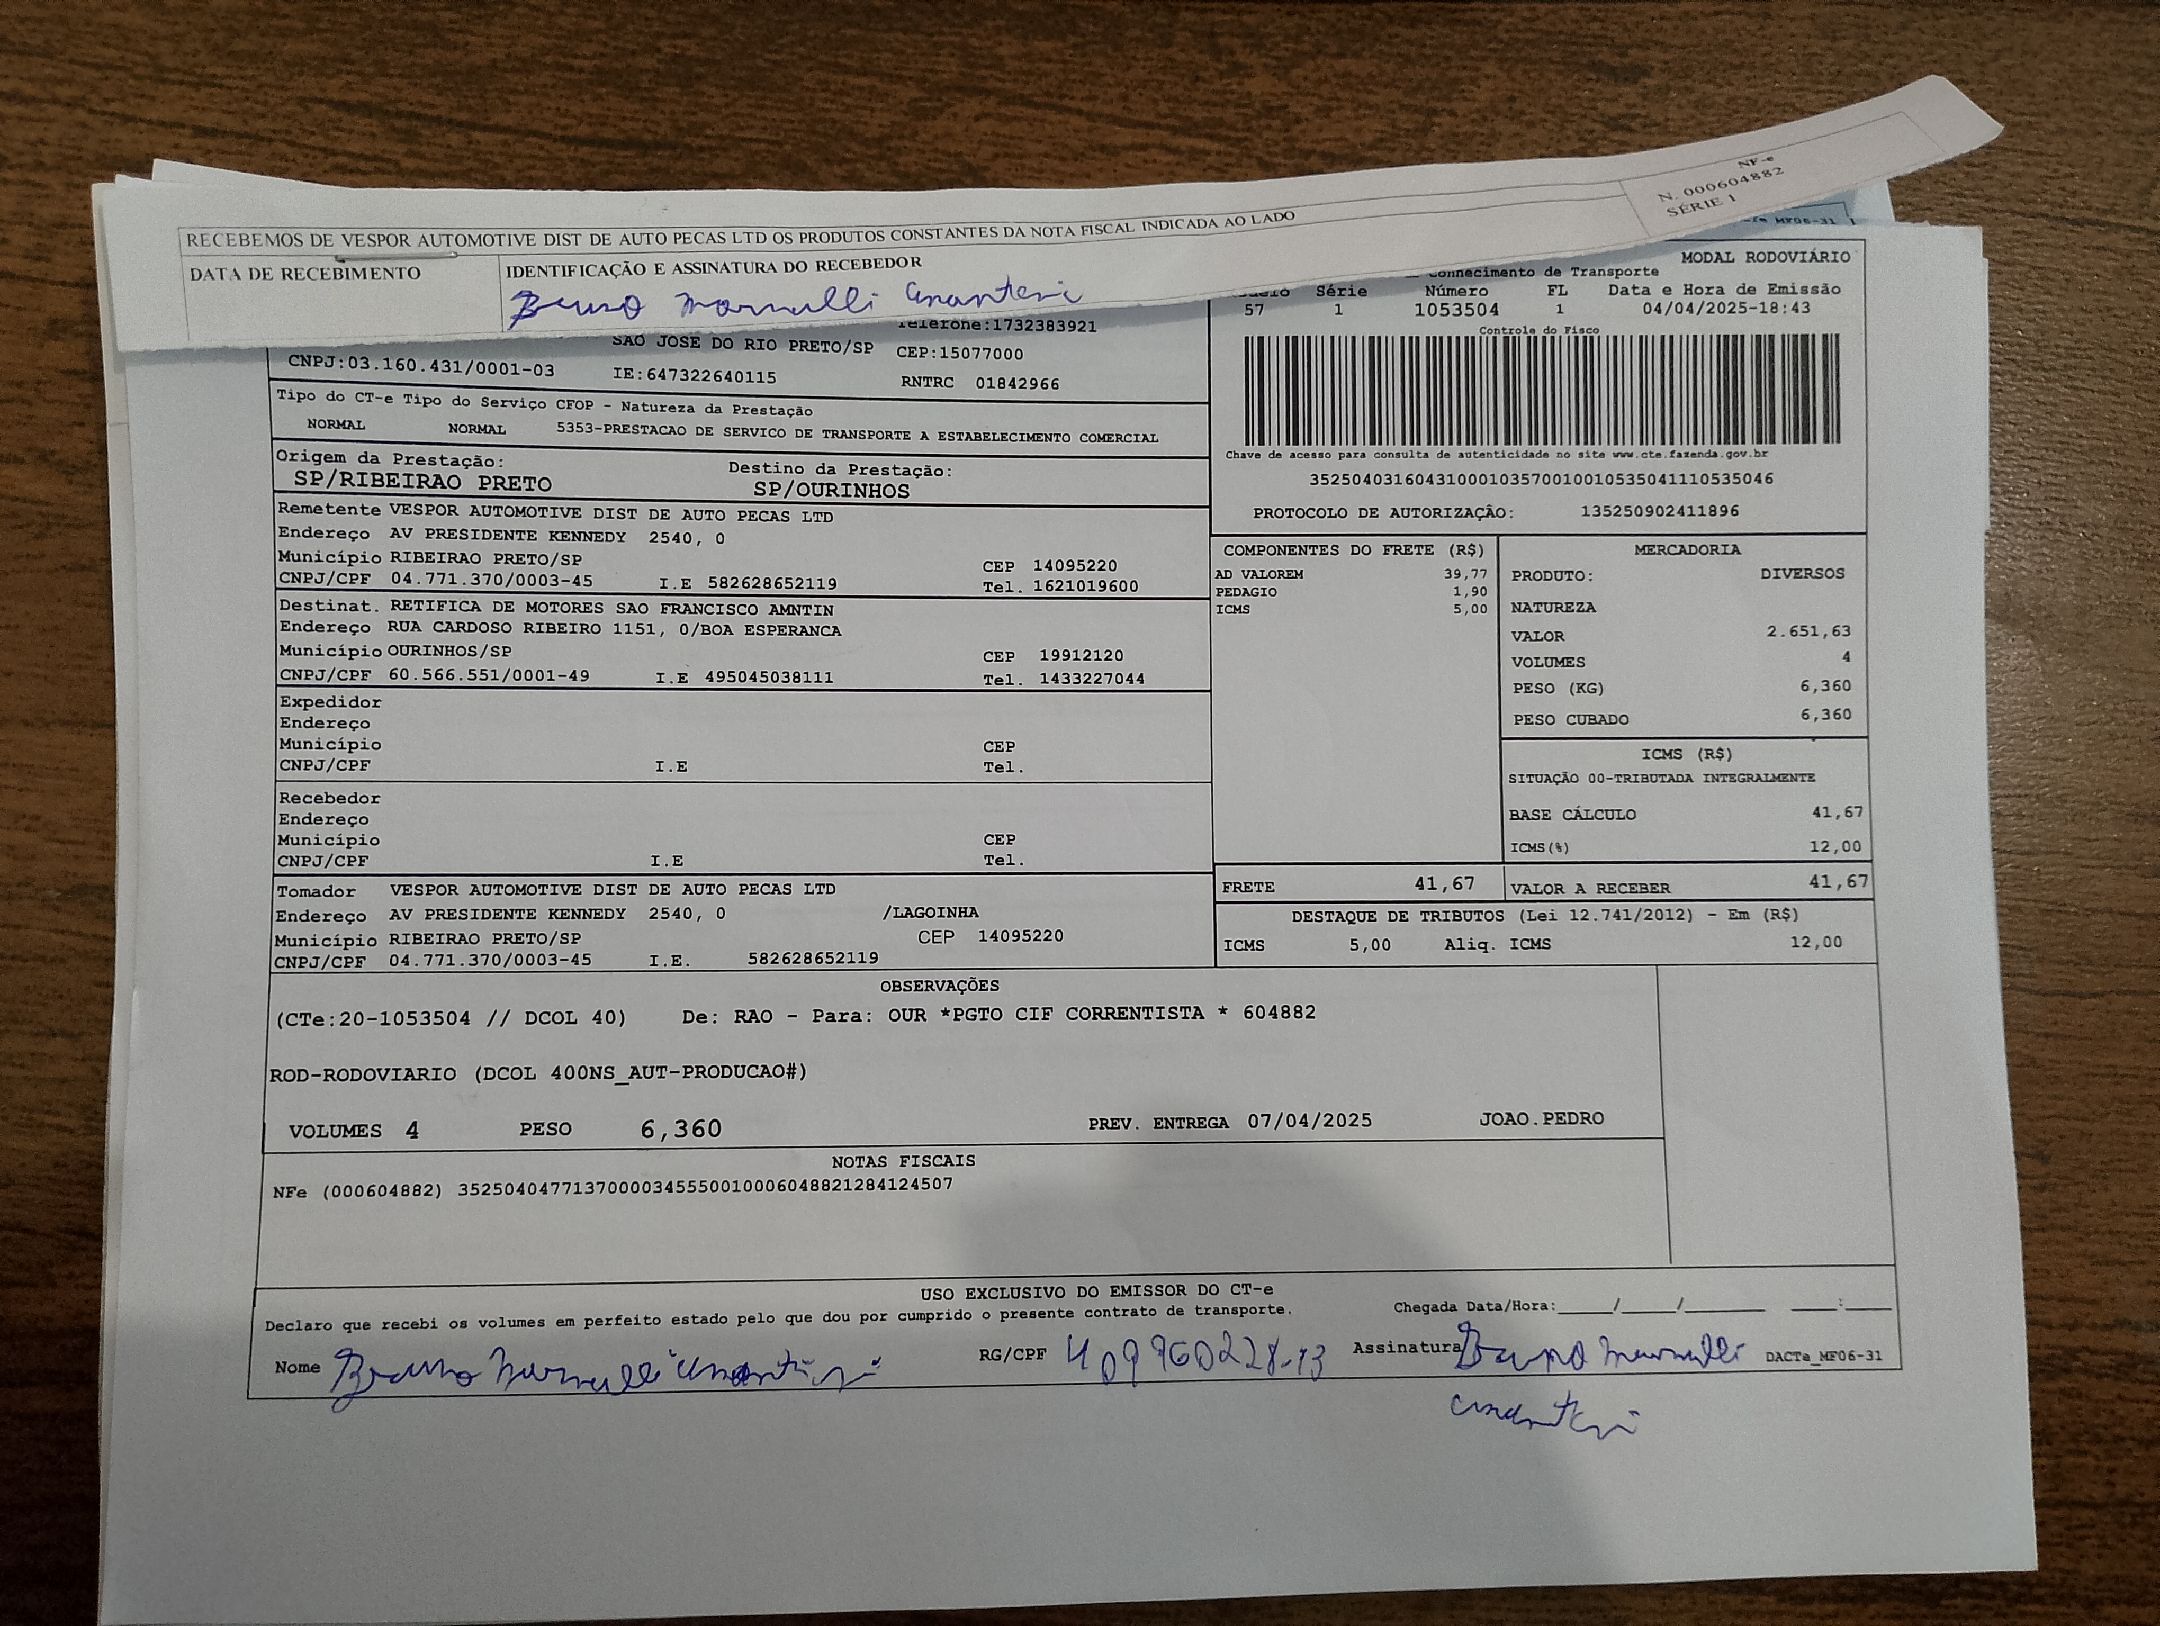 NF-e
N. 000604882
SÉRIE 1
RECEBEMOS DE VESPOR AUTOMOTIVE DIST DE AUTO PECAS LTD OS PRODUTOS CONSTANTES DA NOTA FISCAL INDICADA AO LADO
DATA DE RECEBIMENTO IDENTIFICAÇÃO E ASSINATURA DO RECEBEDOR
Bruno
MF06-31
MODAL RODOVIÁRIO
Conhecimento de Transporte
Série Número FL Data e Hora de Emissão
57 1 1053504 1 04/04/2025-18:43
Controle do Fisco
Telefone:1732383921
SAO JOSE DO RIO PRETO/SP CEP:15077000
CNPJ:03.160.431/0001-03 IE:647322640115 RNTRC 01842966
Tipo do CT-e Tipo do Serviço CFOP - Natureza da Prestação
NORMAL NORMAL 5353-PRESTACAO DE SERVICO DE TRANSPORTE A ESTABELECIMENTO COMERCIAL
Chave de acesso para consulta de autenticidade no site www.cte.fazenda.gov.br
35250403160431000103570010010535041110535046
PROTOCOLO DE AUTORIZAÇÃO: 135250902411896
Origem da Prestação: Destino da Prestação:
SP/RIBEIRAO PRETO SP/OURINHOS
Remetente VESPOR AUTOMOTIVE DIST DE AUTO PECAS LTD
Endereço AV PRESIDENTE KENNEDY 2540, 0
Município RIBEIRAO PRETO/SP CEP 14095220
CNPJ/CPF 04.771.370/0003-45 I.E 582628652119 Tel. 1621019600
Destinat. RETIFICA DE MOTORES SAO FRANCISCO AMNTIN
Endereço RUA CARDOSO RIBEIRO 1151, 0/BOA ESPERANCA
Município OURINHOS/SP CEP 19912120
CNPJ/CPF 60.566.551/0001-49 I.E 495045038111 Tel. 1433227044
Expedidor
Endereço
Município CEP
CNPJ/CPF I.E Tel.
Recebedor
Endereço
Município CEP
CNPJ/CPF I.E Tel.
Tomador VESPOR AUTOMOTIVE DIST DE AUTO PECAS LTD
Endereço AV PRESIDENTE KENNEDY 2540, 0 /LAGOINHA
Município RIBEIRAO PRETO/SP CEP 14095220
CNPJ/CPF 04.771.370/0003-45 I.E. 582628652119
COMPONENTES DO FRETE (R$)
AD VALOREM 39,77
PEDAGIO 1,90
ICMS 5,00
MERCADORIA
PRODUTO: DIVERSOS
NATUREZA
VALOR 2.651,63
VOLUMES 4
PESO (KG) 6,360
PESO CUBADO 6,360
ICMS (R$)
SITUAÇÃO 00-TRIBUTADA INTEGRALMENTE
BASE CÁLCULO 41,67
ICMS(%) 12,00
FRETE 41,67 VALOR A RECEBER 41,67
DESTAQUE DE TRIBUTOS (Lei 12.741/2012) - Em (R$)
ICMS 5,00 Aliq. ICMS 12,00
OBSERVAÇÕES
(CTe:20-1053504 // DCOL 40) De: RAO - Para: OUR *PGTO CIF CORRENTISTA * 604882
ROD-RODOVIARIO (DCOL 400NS_AUT-PRODUCAO#)
VOLUMES 4 PESO 6,360 PREV. ENTREGA 07/04/2025 JOAO.PEDRO
NOTAS FISCAIS
NFe (000604882) 35250404771370000345550010006048821284124507
USO EXCLUSIVO DO EMISSOR DO CT-e
Declaro que recebi os volumes em perfeito estado pelo que dou por cumprido o presente contrato de transporte. Chegada Data/Hora:_____/_____/_______ ____:____
Nome Bruno RG/CPF 409960228-13 Assinatura Bruno DACTe_MF06-31